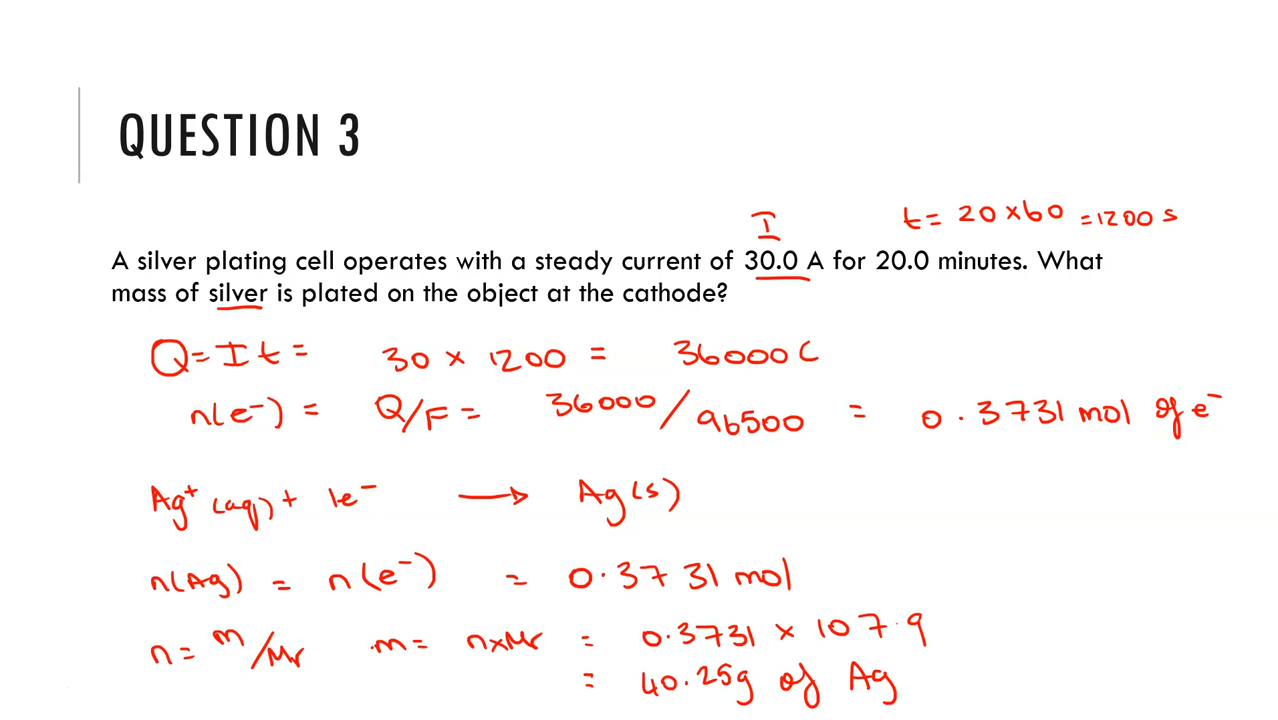 QUESTION 3
I
t = 20 × 60 = 1200 s
A silver plating cell operates with a steady current of 30.0 A for 20.0 minutes. What
mass of silver is plated on the object at the cathode?
Q = I t = 30 × 1200 = 36000 C
n(e⁻) = Q/F = 36000 / 96500 = 0.3731 mol of e⁻
Ag⁺ (aq) + 1e⁻ → Ag (s)
n(Ag) = n(e⁻) = 0.3731 mol
n = m/Mr m = n×Mr = 0.3731 × 107.9
= 40.25g of Ag